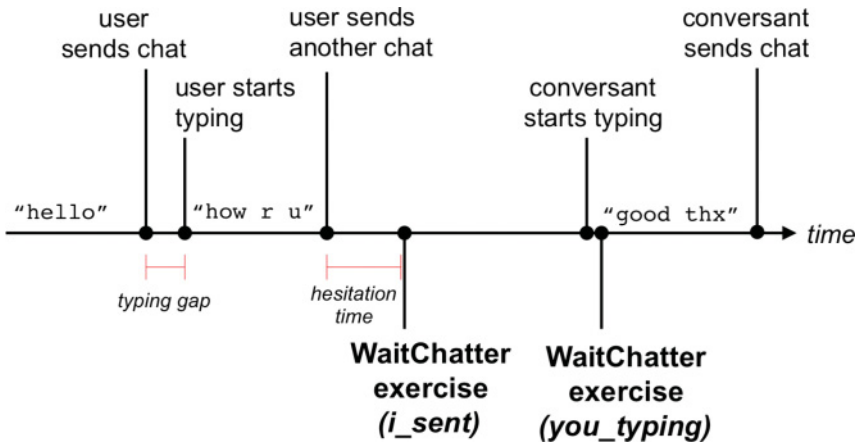 user
sends chat
user sends
another chat
conversant
sends chat
user starts
typing
conversant
starts typing
“hello”
“how r u”
“good thx”
time
typing gap
hesitation
time
WaitChatter
exercise
(i_sent)
WaitChatter
exercise
(you_typing)